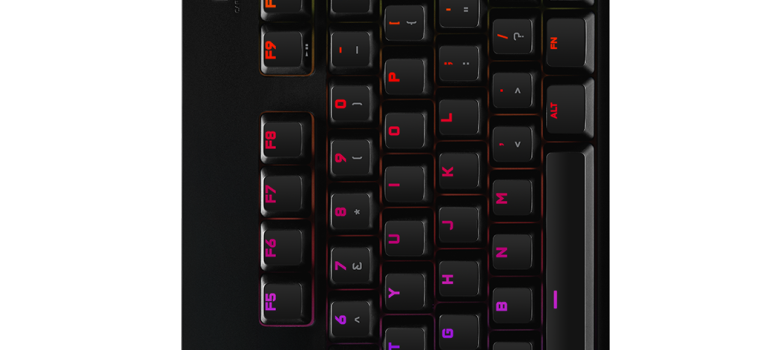 F5 F6 F7 F8 F9
6 ^ 7 & 8 * 9 ( 0 ) - _
T Y U I O P [ {
G H J K L ; : ' "
B N M , < . > / ?
ALT FN